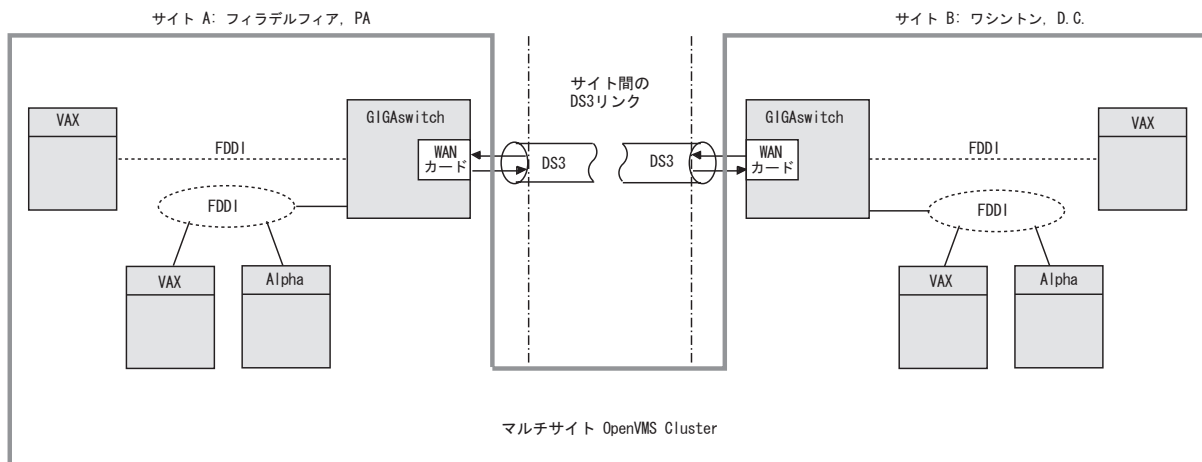 サイト A: フィラデルフィア, PA
サイト B: ワシントン, D.C.
サイト間の
DS3リンク
VAX
FDDI
GIGAswitch
WAN
カード
DS3
DS3
GIGAswitch
WAN
カード
FDDI
VAX
FDDI
FDDI
VAX
Alpha
VAX
Alpha
マルチサイト OpenVMS Cluster